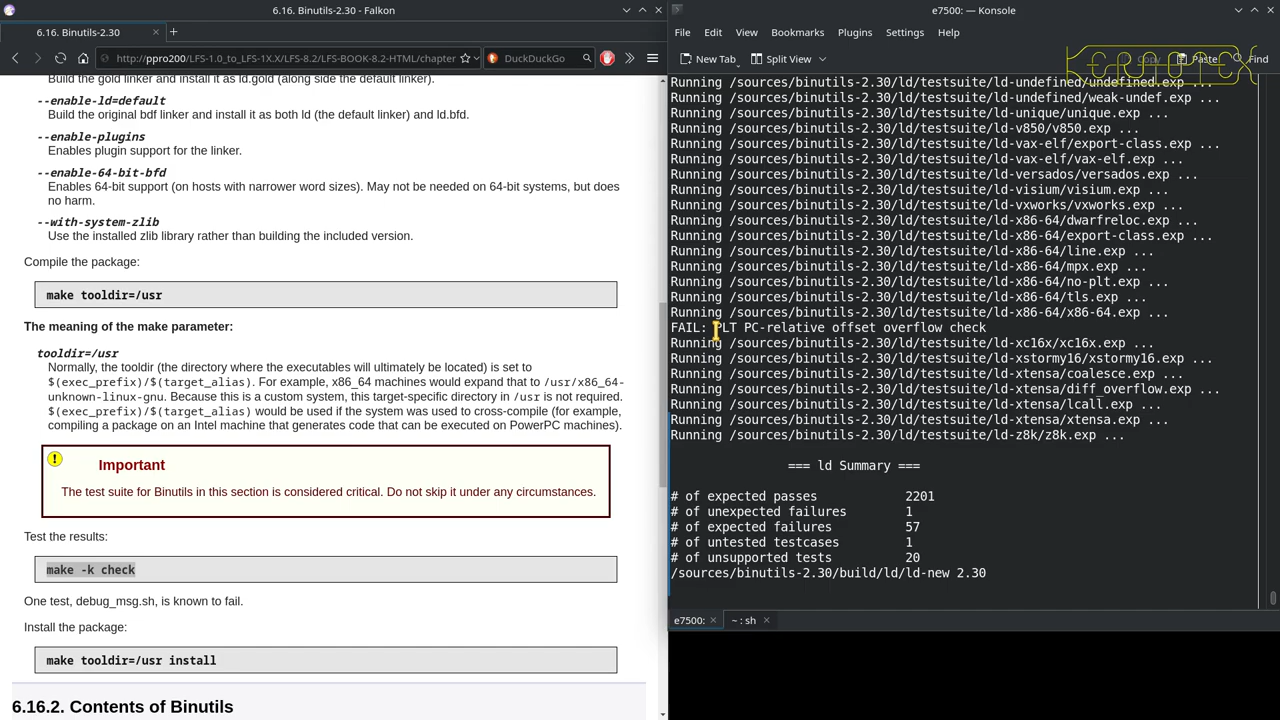 6.16. Binutils-2.30 - Falkon
6.16. Binutils-2.30
http://ppro200/LFS-1.0_to_LFS-1X.X/LFS-8.2/LFS-BOOK-8.2-HTML/chapter
DuckDuckGo
Build the gold linker and install it as ld.gold (along side the default linker).
--enable-ld=default
Build the original bdf linker and install it as both ld (the default linker) and ld.bfd.
--enable-plugins
Enables plugin support for the linker.
--enable-64-bit-bfd
Enables 64-bit support (on hosts with narrower word sizes). May not be needed on 64-bit systems, but does
no harm.
--with-system-zlib
Use the installed zlib library rather than building the included version.
Compile the package:
make tooldir=/usr
The meaning of the make parameter:
tooldir=/usr
Normally, the tooldir (the directory where the executables will ultimately be located) is set to
$(exec_prefix)/$(target_alias). For example, x86_64 machines would expand that to /usr/x86_64-
unknown-linux-gnu. Because this is a custom system, this target-specific directory in /usr is not required.
$(exec_prefix)/$(target_alias) would be used if the system was used to cross-compile (for example,
compiling a package on an Intel machine that generates code that can be executed on PowerPC machines).
Important
The test suite for Binutils in this section is considered critical. Do not skip it under any circumstances.
Test the results:
make -k check
One test, debug_msg.sh, is known to fail.
Install the package:
make tooldir=/usr install
6.16.2. Contents of Binutils
e7500: — Konsole
File Edit View Bookmarks Plugins Settings Help
New Tab Split View Copy Paste Find
Running /sources/binutils-2.30/ld/testsuite/ld-undefined/undefined.exp ...
Running /sources/binutils-2.30/ld/testsuite/ld-undefined/weak-undef.exp ...
Running /sources/binutils-2.30/ld/testsuite/ld-unique/unique.exp ...
Running /sources/binutils-2.30/ld/testsuite/ld-v850/v850.exp ...
Running /sources/binutils-2.30/ld/testsuite/ld-vax-elf/export-class.exp ...
Running /sources/binutils-2.30/ld/testsuite/ld-vax-elf/vax-elf.exp ...
Running /sources/binutils-2.30/ld/testsuite/ld-versados/versados.exp ...
Running /sources/binutils-2.30/ld/testsuite/ld-visium/visium.exp ...
Running /sources/binutils-2.30/ld/testsuite/ld-vxworks/vxworks.exp ...
Running /sources/binutils-2.30/ld/testsuite/ld-x86-64/dwarfreloc.exp ...
Running /sources/binutils-2.30/ld/testsuite/ld-x86-64/export-class.exp ...
Running /sources/binutils-2.30/ld/testsuite/ld-x86-64/line.exp ...
Running /sources/binutils-2.30/ld/testsuite/ld-x86-64/mpx.exp ...
Running /sources/binutils-2.30/ld/testsuite/ld-x86-64/no-plt.exp ...
Running /sources/binutils-2.30/ld/testsuite/ld-x86-64/tls.exp ...
Running /sources/binutils-2.30/ld/testsuite/ld-x86-64/x86-64.exp ...
FAIL: PLT PC-relative offset overflow check
Running /sources/binutils-2.30/ld/testsuite/ld-xc16x/xc16x.exp ...
Running /sources/binutils-2.30/ld/testsuite/ld-xstormy16/xstormy16.exp ...
Running /sources/binutils-2.30/ld/testsuite/ld-xtensa/coalesce.exp ...
Running /sources/binutils-2.30/ld/testsuite/ld-xtensa/diff_overflow.exp ...
Running /sources/binutils-2.30/ld/testsuite/ld-xtensa/lcall.exp ...
Running /sources/binutils-2.30/ld/testsuite/ld-xtensa/xtensa.exp ...
Running /sources/binutils-2.30/ld/testsuite/ld-z8k/z8k.exp ...
=== ld Summary ===
# of expected passes 2201
# of unexpected failures 1
# of expected failures 57
# of untested testcases 1
# of unsupported tests 20
/sources/binutils-2.30/build/ld/ld-new 2.30
e7500: ~ : sh